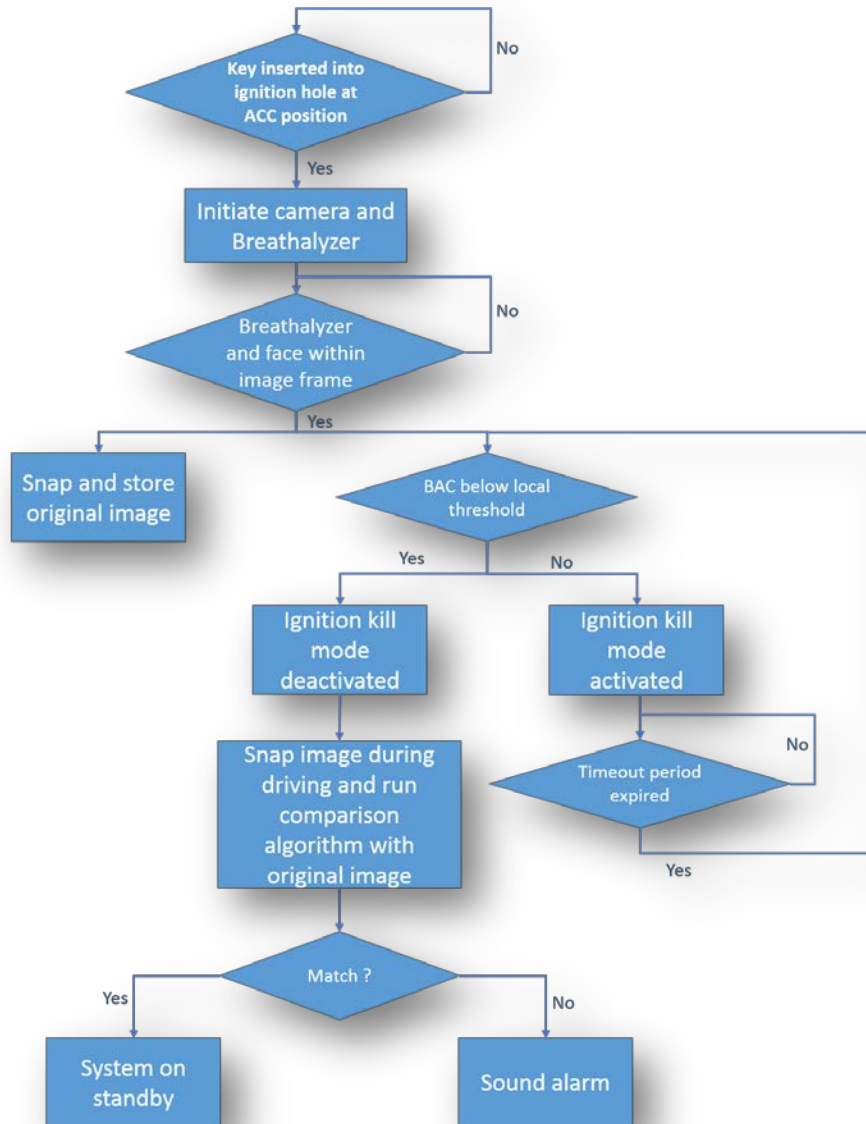 No
Key inserted into
ignition hole at
ACC position
Yes
Initiate camera and
Breathalyzer
No
Breathalyzer
and face within
image frame
Yes
Snap and store
original image
BAC below local
threshold
Yes
No
Ignition kill
mode
deactivated
Ignition kill
mode
activated
Snap image during
driving and run
comparison
algorithm with
original image
No
Timeout period
expired
Yes
Match ?
Yes
No
System on
standby
Sound alarm